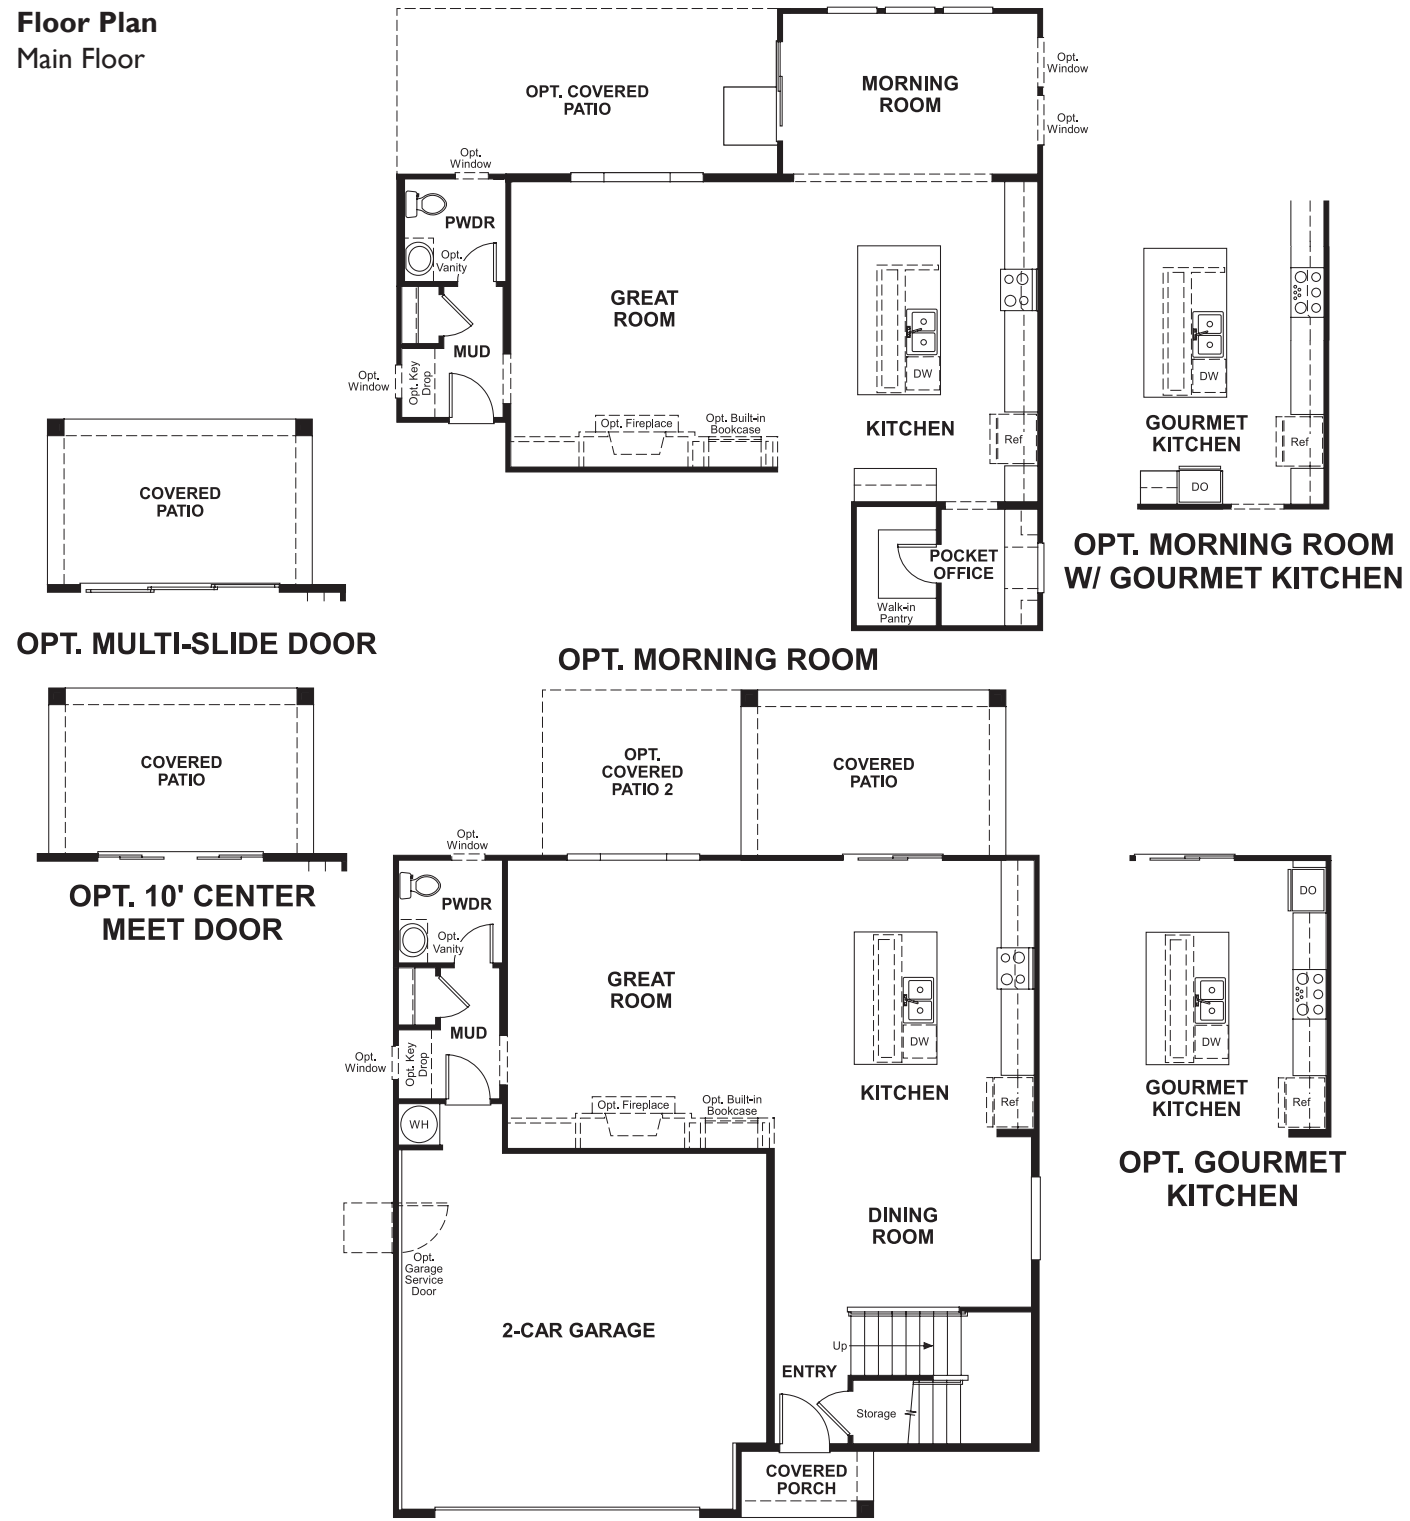 Floor Plan
Main Floor
OPT. COVERED
PATIO
MORNING
ROOM
Opt.
Window
Opt.
Window
Opt.
Window
PWDR
Opt.
Vanity
GREAT
ROOM
MUD
Opt.
Window
Opt. Key
Drop
Opt. Fireplace
Opt. Built-in
Bookcase
DW
KITCHEN
Ref
POCKET
OFFICE
Walk-in
Pantry
OPT. MORNING ROOM
DW
GOURMET
KITCHEN
Ref
DO
OPT. MORNING ROOM
W/ GOURMET KITCHEN
COVERED
PATIO
OPT. MULTI-SLIDE DOOR
COVERED
PATIO
OPT. 10' CENTER
MEET DOOR
OPT.
COVERED
PATIO 2
COVERED
PATIO
Opt.
Window
PWDR
Opt.
Vanity
GREAT
ROOM
MUD
Opt.
Window
Opt. Key
Drop
WH
Opt. Fireplace
Opt. Built-in
Bookcase
DW
KITCHEN
Ref
DINING
ROOM
Opt.
Garage
Service
Door
2-CAR GARAGE
Up
ENTRY
Storage
COVERED
PORCH
DO
DW
GOURMET
KITCHEN
Ref
OPT. GOURMET
KITCHEN